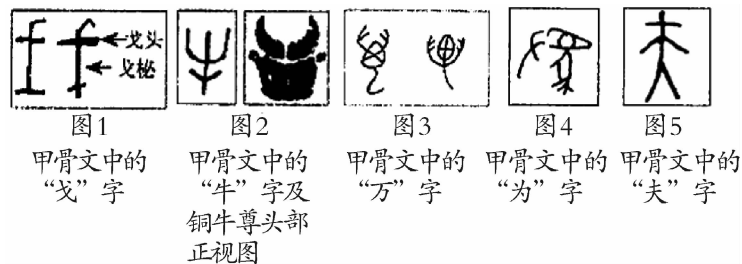 戈头
戈柲
图1
甲骨文中的
“戈”字
图2
甲骨文中的
“牛”字及
铜牛尊头部
正视图
图3
甲骨文中的
“万”字
图4
甲骨文中的
“为”字
图5
甲骨文中的
“夫”字